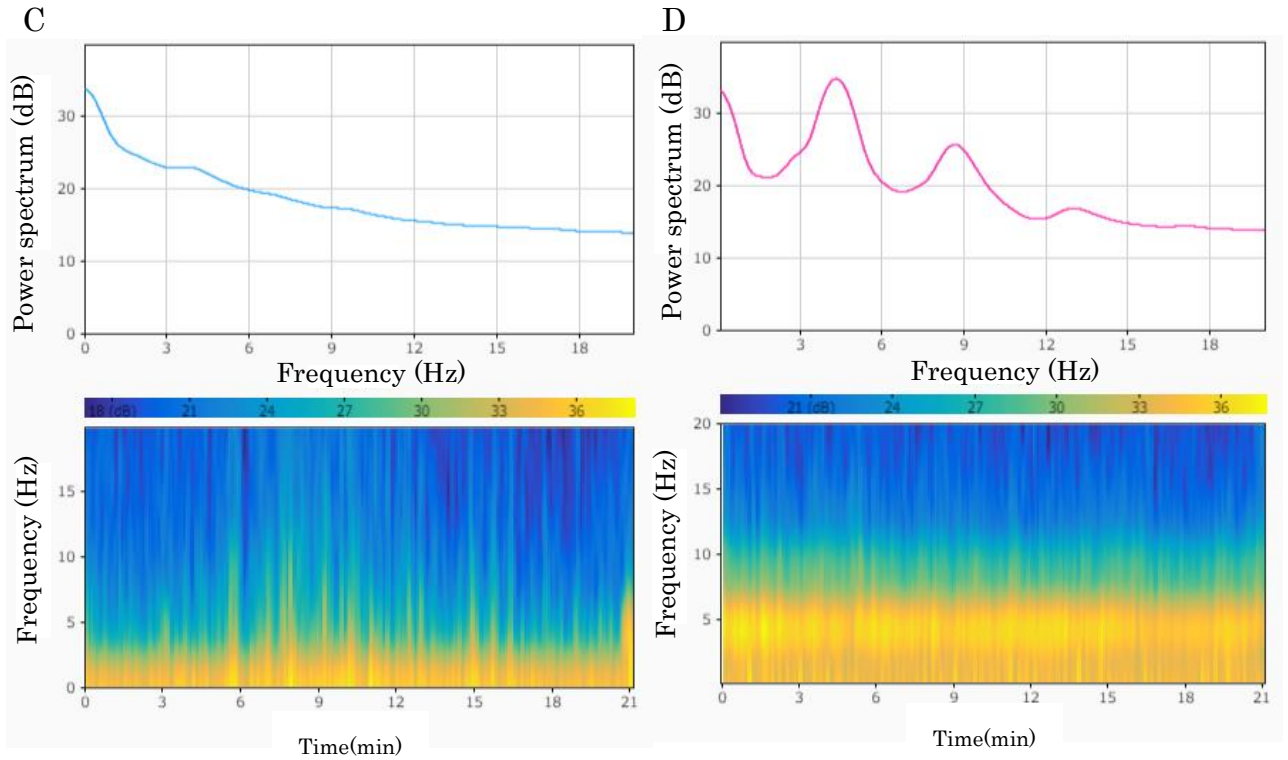 C
D
Power spectrum (dB)
30
20
10
0
0 3 6 9 12 15 18
Frequency (Hz)
Power spectrum (dB)
30
20
10
0
3 6 9 12 15 18
Frequency (Hz)
18 (dB) 21 24 27 30 33 36
Frequency (Hz)
15
10
5
0
0 3 6 9 12 15 18 21
Time(min)
21 (dB) 24 27 30 33 36
Frequency (Hz)
20
15
10
5
0 3 6 9 12 15 18 21
Time(min)